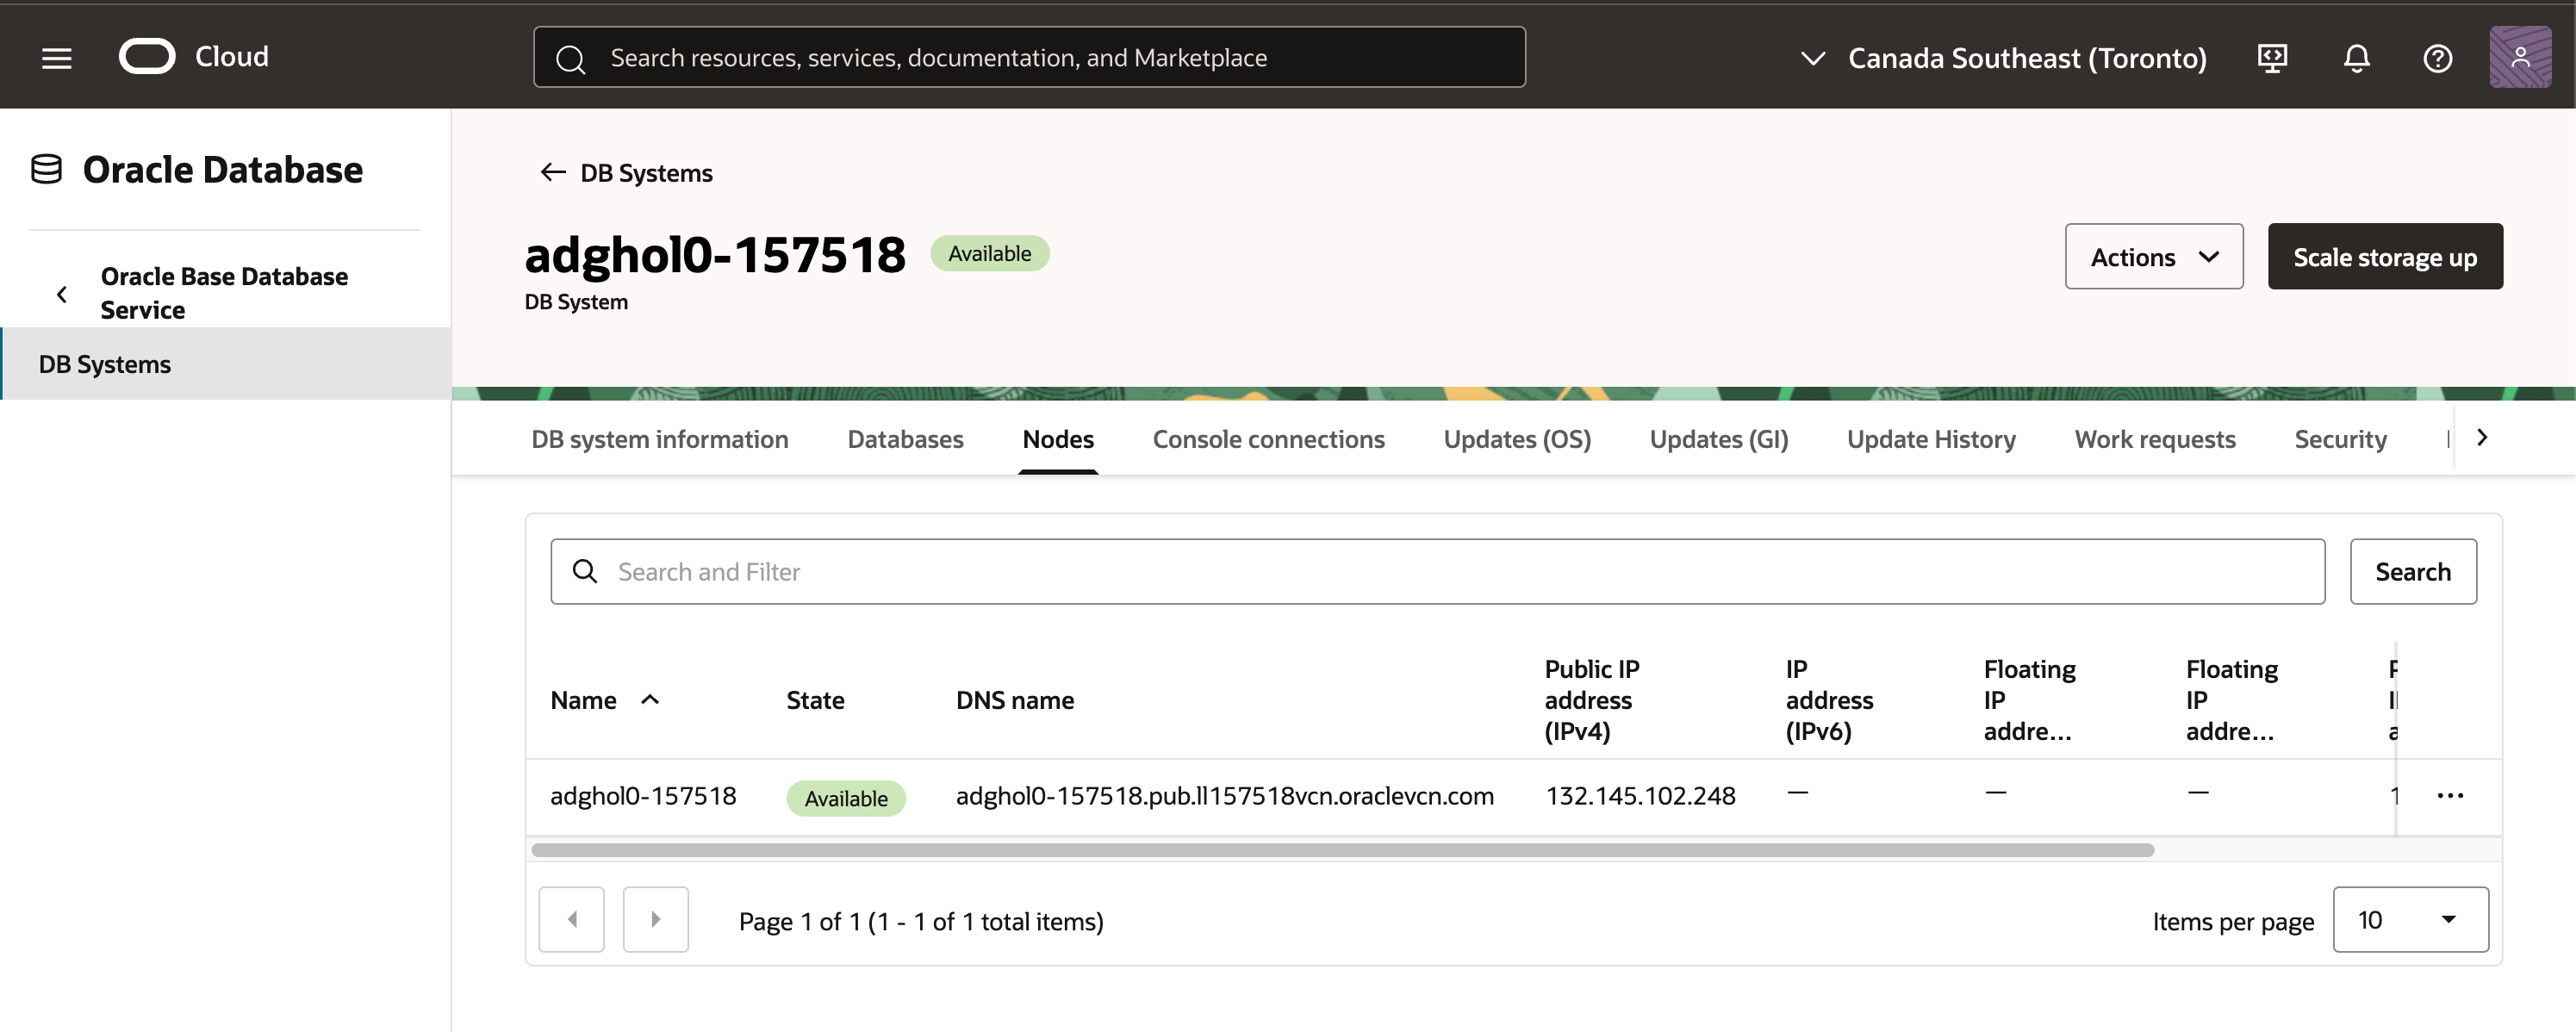 Cloud
Search resources, services, documentation, and Marketplace
Canada Southeast (Toronto)
Oracle Database
Oracle Base Database
Service
DB Systems
DB Systems
adghol0-157518
Available
DB System
Actions
Scale storage up
DB system information
Databases
Nodes
Console connections
Updates (OS)
Updates (GI)
Update History
Work requests
Security
Search and Filter
Search
Name
State
DNS name
Public IP
address
(IPv4)
IP
address
(IPv6)
Floating
IP
addre...
Floating
IP
addre...
adghol0-157518
Available
adghol0-157518.pub.ll157518vcn.oraclevcn.com
132.145.102.248
—
—
—
Page 1 of 1 (1 - 1 of 1 total items)
Items per page
10